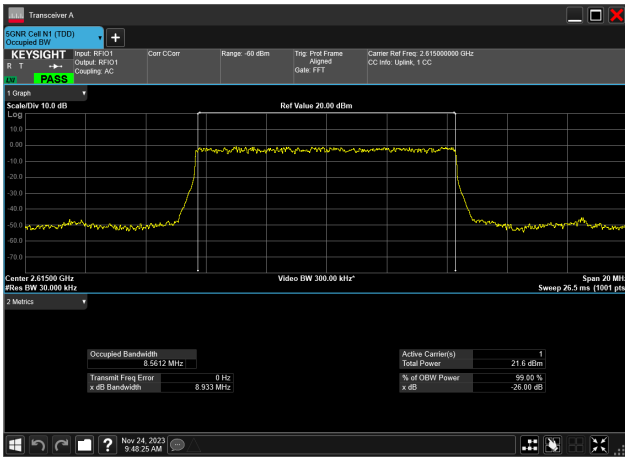 Transceiver A
5GNR Cell N1 (TDD)
Occupied BW
KEYSIGHT
R T
LNI
PASS
Input: RFIO1
Output: RFIO1
Coupling: AC
Corr CCorr
Range: -60 dBm
Trig: Prot Frame
Aligned
Gate: FFT
Carrier Ref Freq: 2.615000000 GHz
CC Info: Uplink, 1 CC
1 Graph
Scale/Div 10.0 dB
Ref Value 20.00 dBm
Log
10.0
0.00
-10.0
-20.0
-30.0
-40.0
-50.0
-60.0
-70.0
Center 2.61500 GHz
Video BW 300.00 kHz*
Span 20 MHz
#Res BW 30.000 kHz
Sweep 26.5 ms (1001 pts
2 Metrics
Occupied Bandwidth
8.5612 MHz
Transmit Freq Error 0 Hz
x dB Bandwidth 8.933 MHz
Active Carrier(s) 1
Total Power 21.6 dBm
% of OBW Power 99.00 %
x dB -26.00 dB
Nov 24, 2023
9:48:25 AM